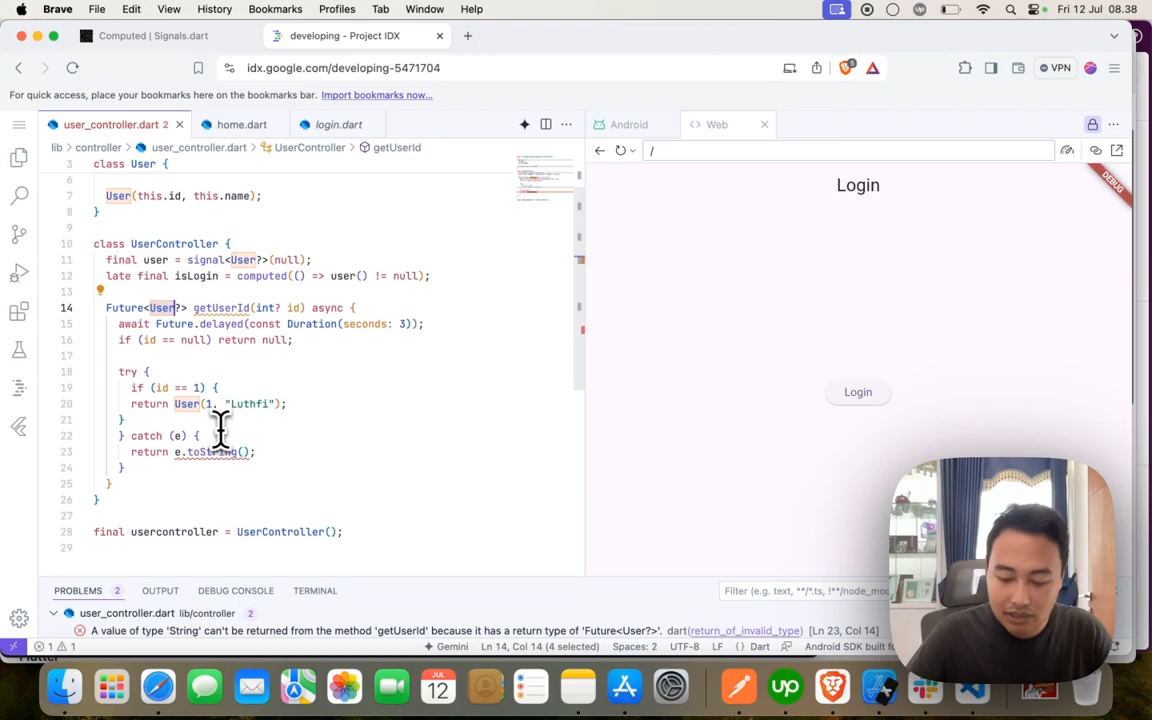 Brave File Edit View History Bookmarks Profiles Tab Window Help
Fri 12 Jul 08.38
Computed | Signals.dart
developing - Project IDX
idx.google.com/developing-5471704
5
VPN
For quick access, place your bookmarks here on the bookmarks bar. Import bookmarks now...
user_controller.dart 2
home.dart
login.dart
Android
Web
lib > controller > user_controller.dart > UserController > getUserId
/
3 class User {
6
7 User(this.id, this.name);
8 }
9
10 class UserController {
11 final user = signal<User?>(null);
12 late final isLogin = computed(() => user() != null);
13
14 Future<User?> getUserId(int? id) async {
15 await Future.delayed(const Duration(seconds: 3));
16 if (id == null) return null;
17
18 try {
19 if (id == 1) {
20 return User(1, "Luthfi");
21 }
22 } catch (e) {
23 return e.toString();
24 }
25 }
26 }
27
28 final usercontroller = UserController();
29
Login
DEBUG
Login
PROBLEMS 2 OUTPUT DEBUG CONSOLE TERMINAL
Filter (e.g. text, **/*.ts, !**/node_mod
user_controller.dart lib/controller 2
A value of type 'String' can't be returned from the method 'getUserId' because it has a return type of 'Future<User?>'. dart(return_of_invalid_type) [Ln 23, Col 14]
1 1
Gemini Ln 14, Col 14 (4 selected) Spaces: 2 UTF-8 LF {} Dart Android SDK built fo
Flutter
JUL
12
up